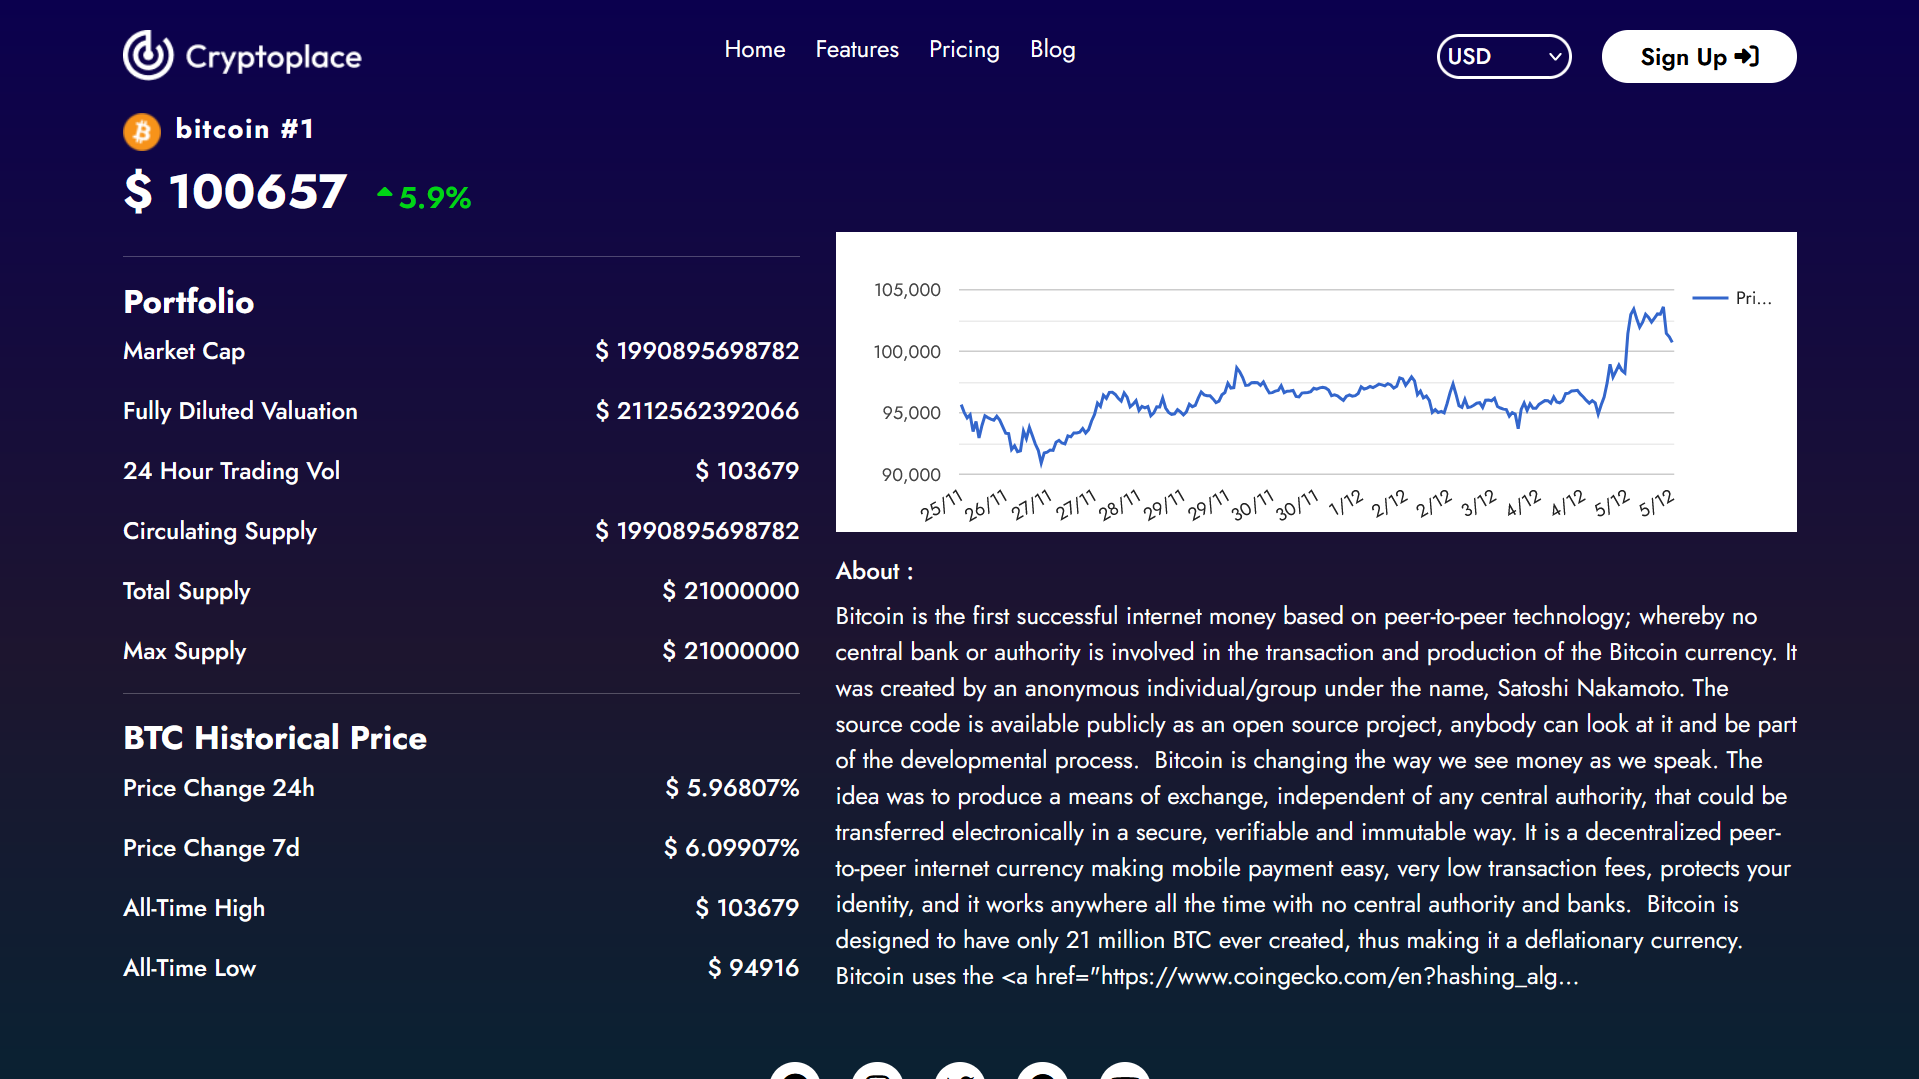 Cryptoplace
Home Features Pricing Blog
USD
Sign Up
bitcoin #1
$ 100657 5.9%
Portfolio
Market Cap $ 1990895698782
Fully Diluted Valuation $ 2112562392066
24 Hour Trading Vol $ 103679
Circulating Supply $ 1990895698782
Total Supply $ 21000000
Max Supply $ 21000000
BTC Historical Price
Price Change 24h $ 5.96807%
Price Change 7d $ 6.09907%
All-Time High $ 103679
All-Time Low $ 94916
105,000
100,000
95,000
90,000
25/11 26/11 27/11 27/11 28/11 29/11 29/11 30/11 30/11 1/12 2/12 2/12 3/12 4/12 4/12 5/12 5/12
Pri...
About :
Bitcoin is the first successful internet money based on peer-to-peer technology; whereby no
central bank or authority is involved in the transaction and production of the Bitcoin currency. It
was created by an anonymous individual/group under the name, Satoshi Nakamoto. The
source code is available publicly as an open source project, anybody can look at it and be part
of the developmental process.  Bitcoin is changing the way we see money as we speak. The
idea was to produce a means of exchange, independent of any central authority, that could be
transferred electronically in a secure, verifiable and immutable way. It is a decentralized peer-
to-peer internet currency making mobile payment easy, very low transaction fees, protects your
identity, and it works anywhere all the time with no central authority and banks.  Bitcoin is
designed to have only 21 million BTC ever created, thus making it a deflationary currency.
Bitcoin uses the <a href="https://www.coingecko.com/en?hashing_alg...